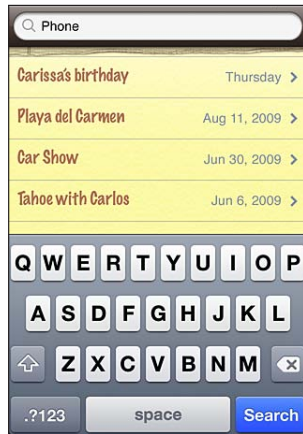 Phone
Carissa's birthday Thursday
Playa del Carmen Aug 11, 2009
Car Show Jun 30, 2009
Tahoe with Carlos Jun 6, 2009
Q W E R T Y U I O P
A S D F G H J K L
Z X C V B N M
.?123 space Search